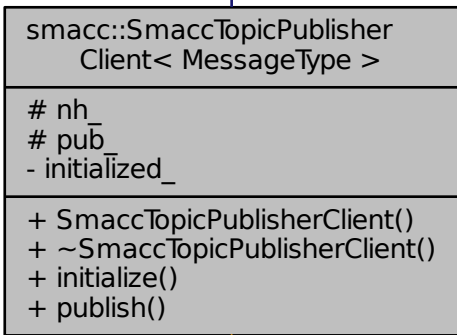 smacc::SmaccTopicPublisher
Client< MessageType >
# nh_
# pub_
- initialized_
+ SmaccTopicPublisherClient()
+ ~SmaccTopicPublisherClient()
+ initialize()
+ publish()